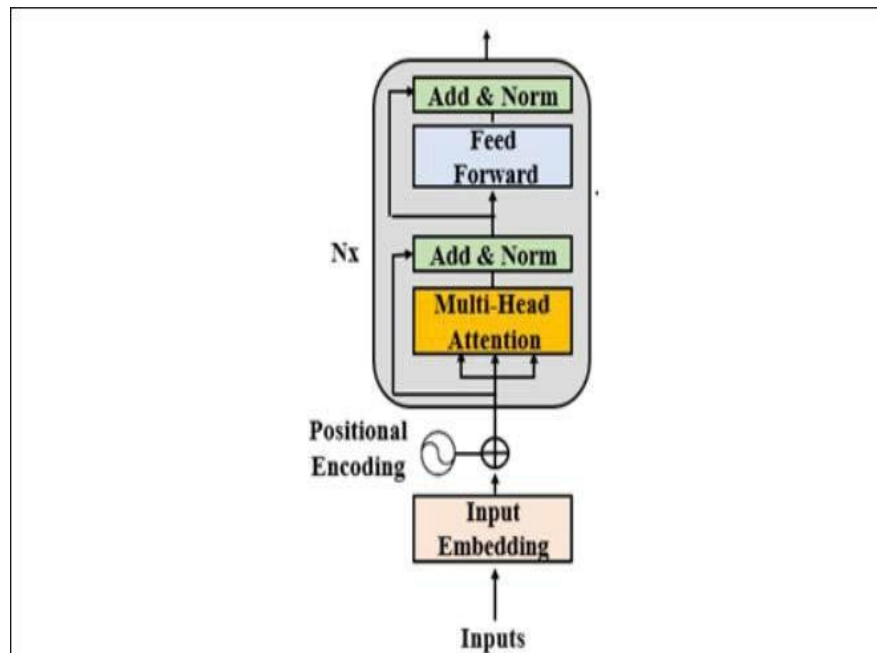 Add & Norm
Feed
Forward
Nx
Add & Norm
Multi-Head
Attention
Positional
Encoding
Input
Embedding
Inputs